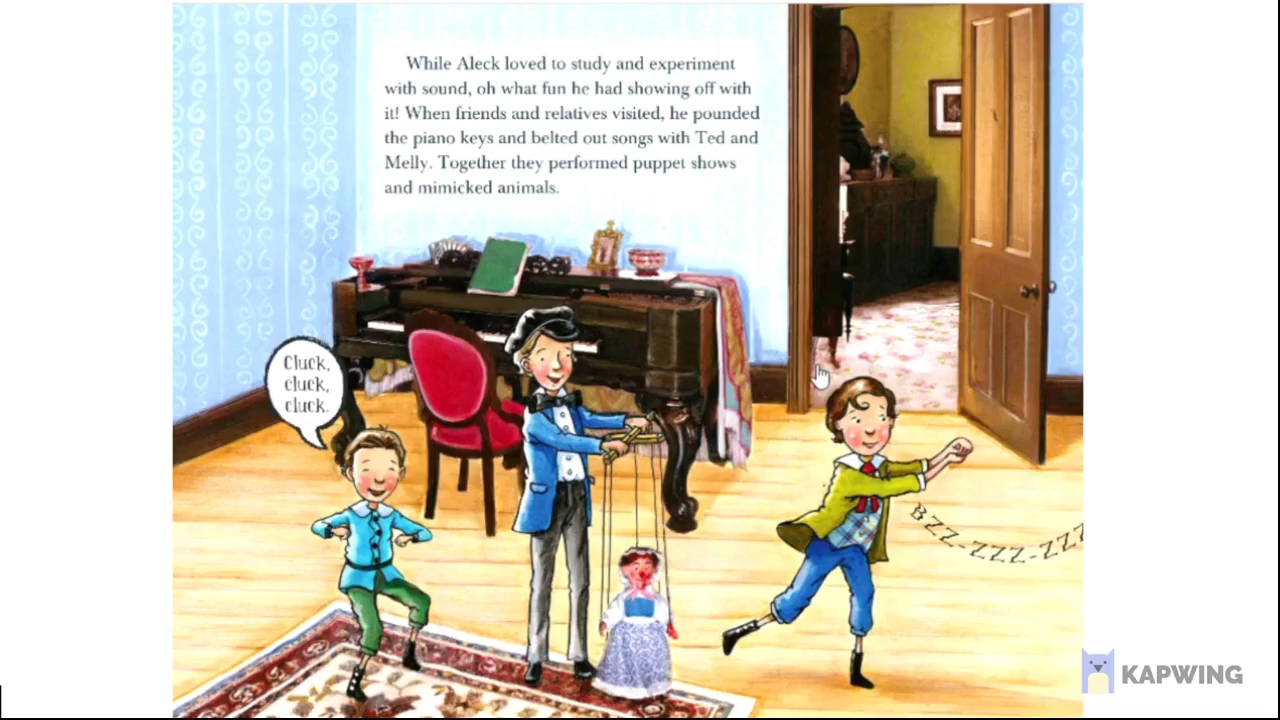 While Aleck loved to study and experiment
with sound, oh what fun he had showing off with
it! When friends and relatives visited, he pounded
the piano keys and belted out songs with Ted and
Melly. Together they performed puppet shows
and mimicked animals.
Cluck,
cluck,
cluck.
BZZ-ZZZ-ZZZ
KAPWING